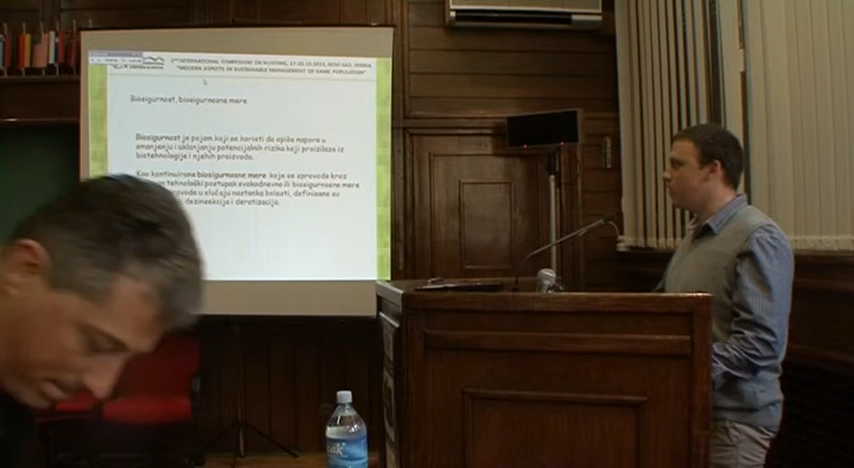 2ND INTERNATIONAL SYMPOSIUM ON HUNTING, 17-20.10.2013, NOVI SAD, SERBIA
"MODERN ASPECTS OF SUSTAINABLE MANAGEMENT OF GAME POPULATION"
Biosigurnost, biosigurnosne mere
Biosigurnost je pojam koji se koristi da opiše napore u
smanjenju i uklanjanju potencijalnih rizika koji proizilaze iz
biotehnologije i njenih proizvoda.
Kao kontinuirane biosigurnosne mere koje se sprovode kroz
tehnološki postupak svakodnevno ili biosigurnosne mere
u slučaju nastanka bolesti, definisane su
dezinsekcija i deratizacija.